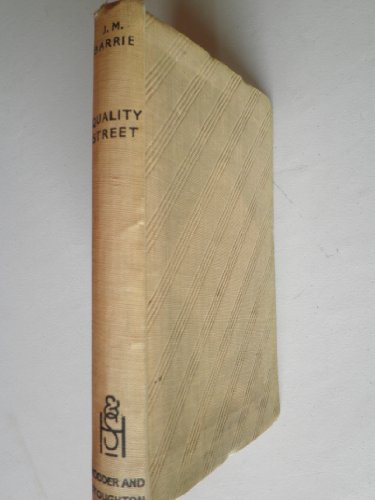 J. M.
BARRIE
QUALITY
STREET
H&S
HODDER AND
STOUGHTON